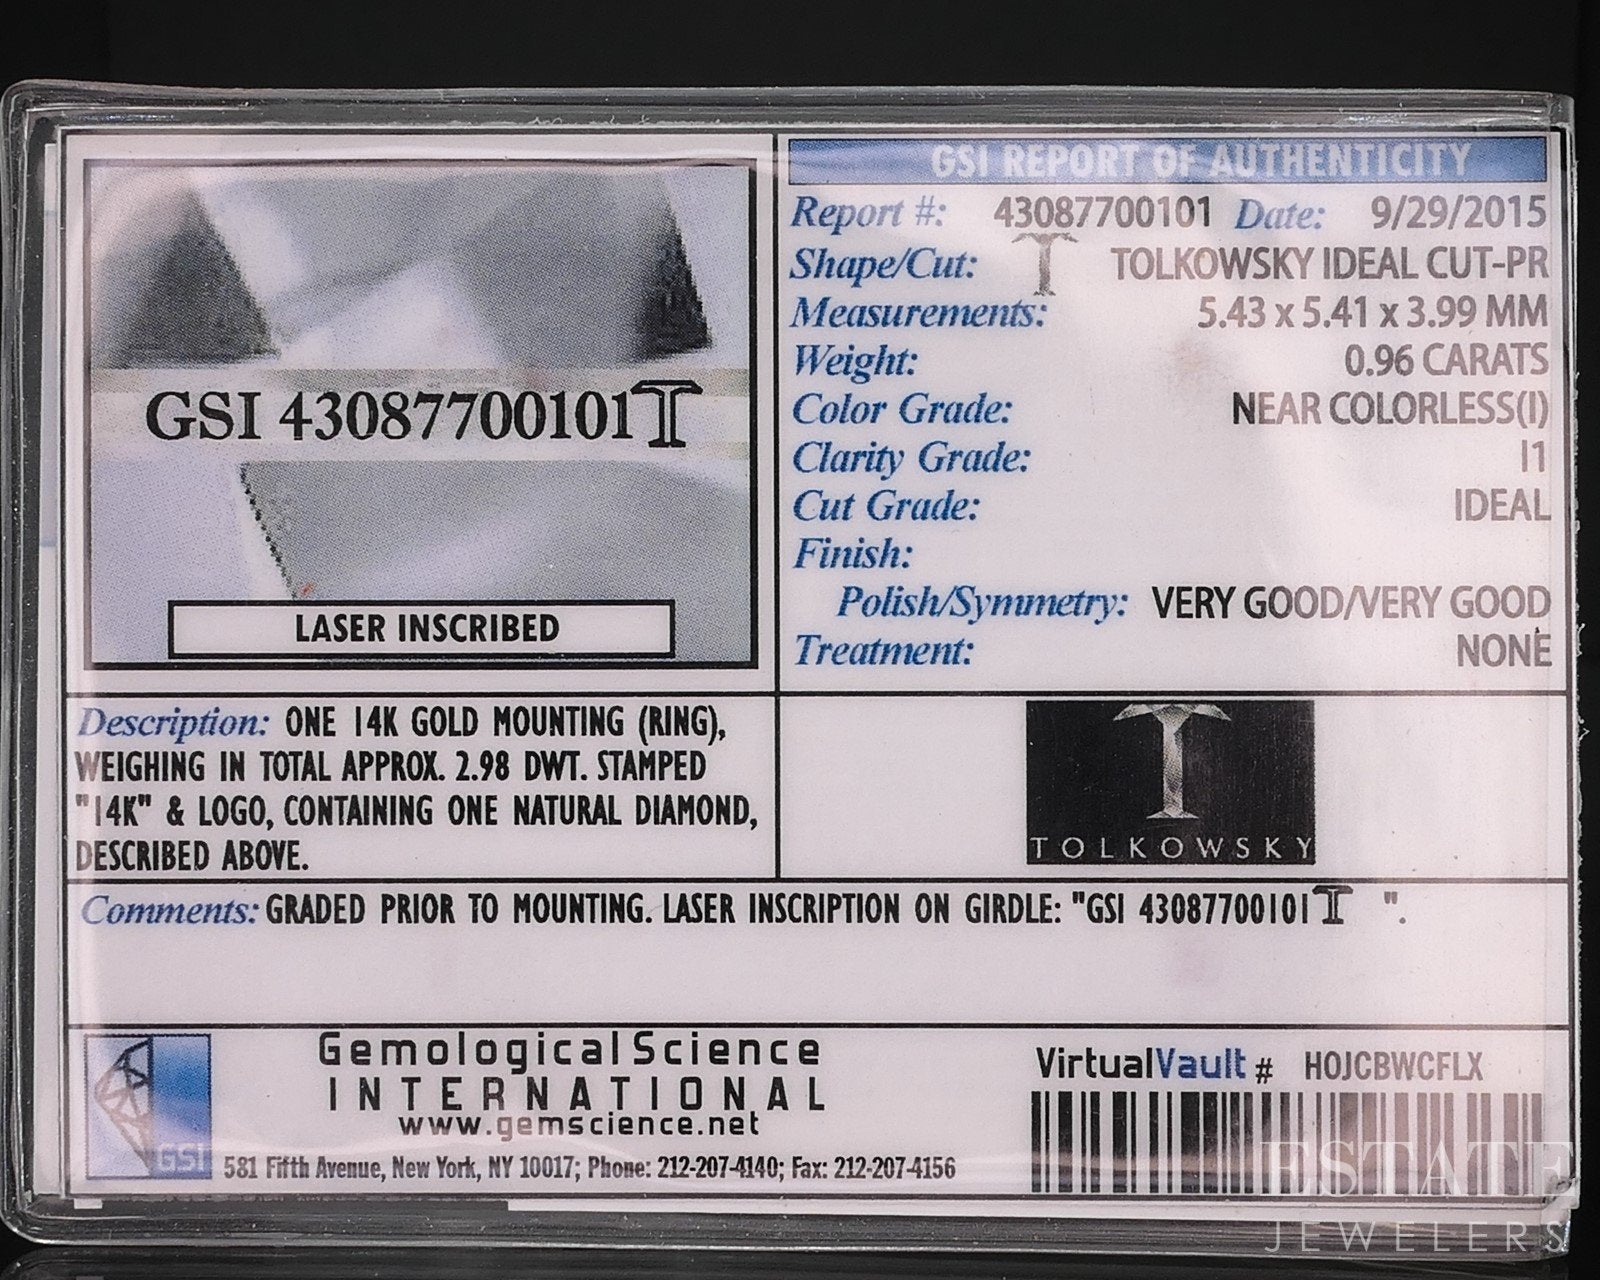 GSI REPORT OF AUTHENTICITY
Report #: 43087700101 Date: 9/29/2015
Shape/Cut: TOLKOWSKY IDEAL CUT-PR
Measurements: 5.43 x 5.41 x 3.99 MM
Weight: 0.96 CARATS
Color Grade: NEAR COLORLESS(I)
Clarity Grade: I1
Cut Grade: IDEAL
Finish:
Polish/Symmetry: VERY GOOD/VERY GOOD
Treatment: NONE
GSI 43087700101T
LASER INSCRIBED
Description: ONE 14K GOLD MOUNTING (RING),
WEIGHING IN TOTAL APPROX. 2.98 DWT. STAMPED
"14K" & LOGO, CONTAINING ONE NATURAL DIAMOND,
DESCRIBED ABOVE.
TOLKOWSKY
Comments: GRADED PRIOR TO MOUNTING. LASER INSCRIPTION ON GIRDLE: "GSI 43087700101T ".
GSI
GemologicalScience
INTERNATIONAL
www.gemscience.net
581 Fifth Avenue, New York, NY 10017; Phone: 212-207-4140; Fax: 212-207-4156
VirtualVault # HOJCBWCFLX
ESTATE
JEWELERS